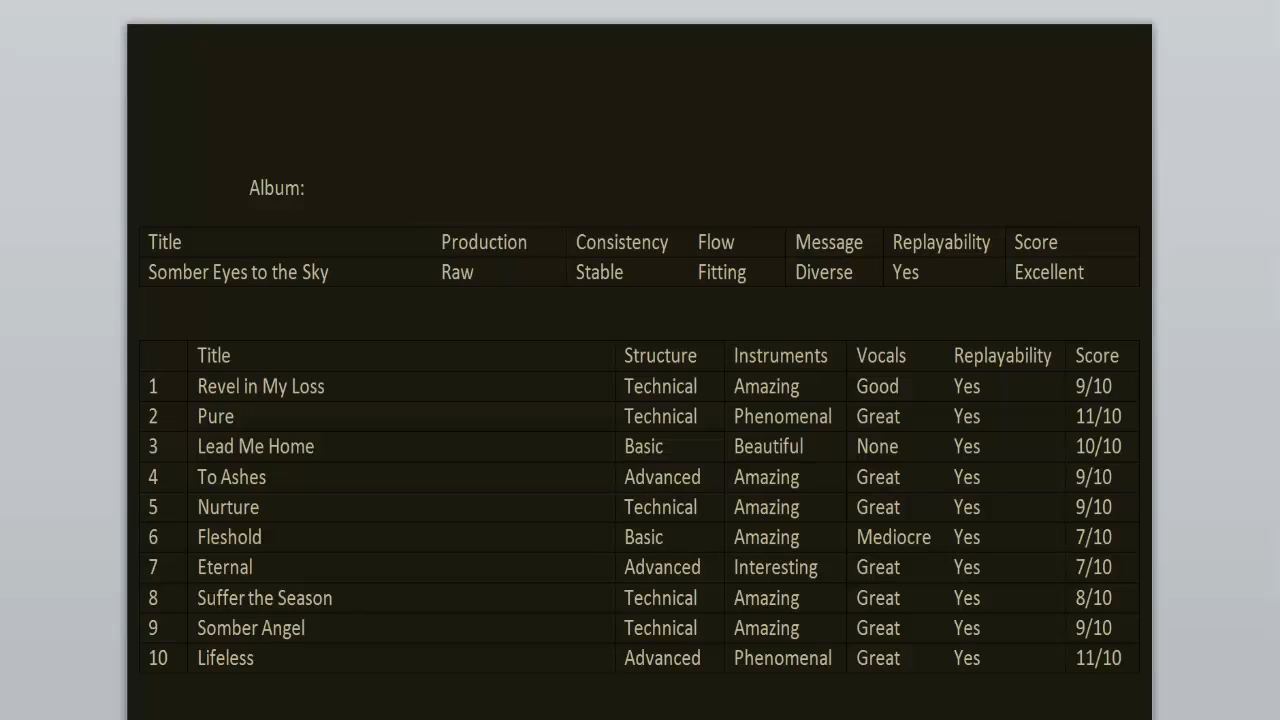 Album:
Title Production Consistency Flow Message Replayability Score
Somber Eyes to the Sky Raw Stable Fitting Diverse Yes Excellent
Title Structure Instruments Vocals Replayability Score
1 Revel in My Loss Technical Amazing Good Yes 9/10
2 Pure Technical Phenomenal Great Yes 11/10
3 Lead Me Home Basic Beautiful None Yes 10/10
4 To Ashes Advanced Amazing Great Yes 9/10
5 Nurture Technical Amazing Great Yes 9/10
6 Fleshold Basic Amazing Mediocre Yes 7/10
7 Eternal Advanced Interesting Great Yes 7/10
8 Suffer the Season Technical Amazing Great Yes 8/10
9 Somber Angel Technical Amazing Great Yes 9/10
10 Lifeless Advanced Phenomenal Great Yes 11/10